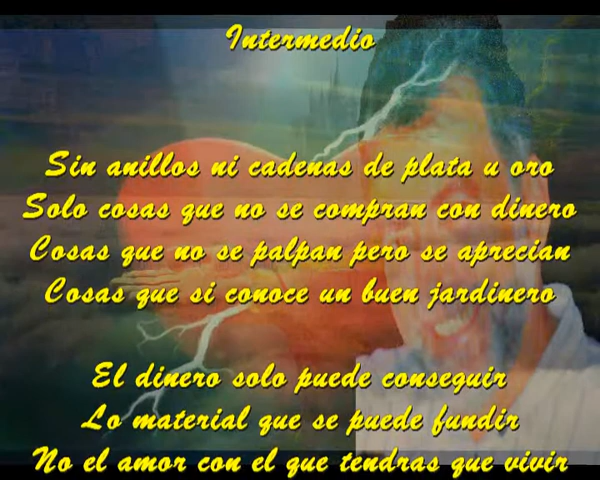 Intermedio
Sin anillos ni cadenas de plata u oro
Solo cosas que no se compran con dinero
Cosas que no se palpan pero se aprecian
Cosas que si conoce un buen jardinero
El dinero solo puede conseguir
Lo material que se puede fundir
No el amor con el que tendras que vivir